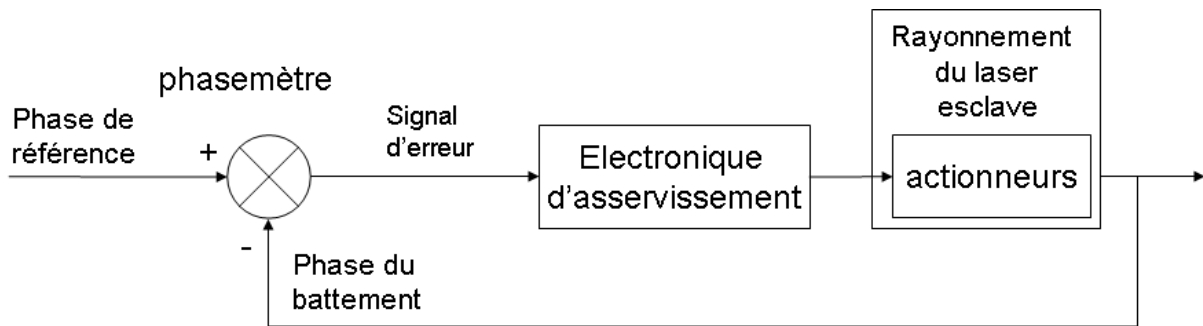 phasemètre
Phase de
référence
+
Signal
d'erreur
Electronique
d'asservissement
Rayonnement
du laser
esclave
actionneurs
-
Phase du
battement